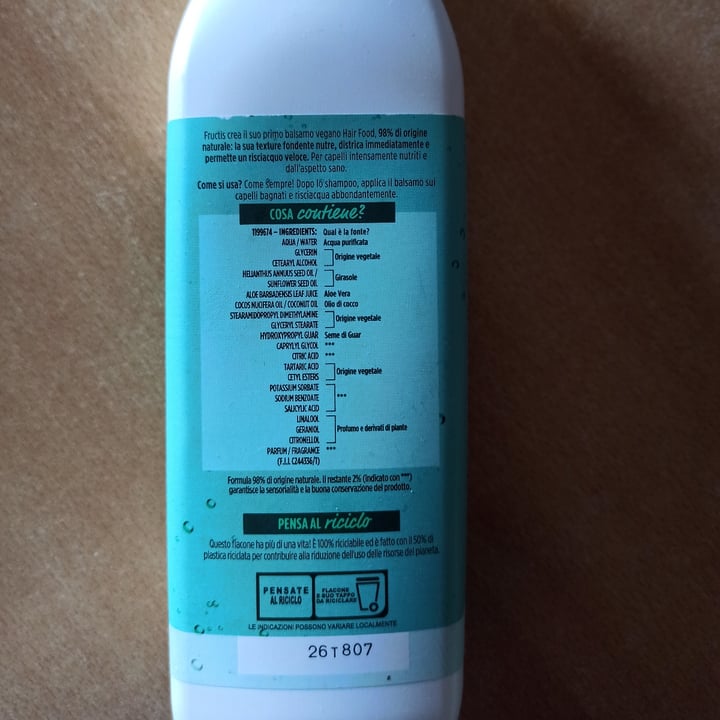 Fructis crea il suo primo balsamo vegano Hair Food, 98% di origine
naturale: la sua texture fondente nutre, districa immediatamente e
permette un risciacquo veloce. Per capelli intensamente nutriti e
dall'aspetto sano.
Come si usa? Come sempre! Dopo lo shampoo, applica il balsamo sui
capelli bagnati e risciacqua abbondantemente.
COSA contiene?
1199674 – INGREDIENTS: Qual è la fonte?
AQUA / WATER Acqua purificata
GLYCERIN
CETEARYL ALCOHOL
Origine vegetale
HELIANTHUS ANNUUS SEED OIL /
SUNFLOWER SEED OIL
Girasole
ALOE BARBADENSIS LEAF JUICE Aloe Vera
COCOS NUCIFERA OIL / COCONUT OIL Olio di cocco
STEARAMIDOPROPYL DIMETHYLAMINE
GLYCERYL STEARATE
Origine vegetale
HYDROXYPROPYL GUAR Seme di Guar
CAPRYLYL GLYCOL ***
CITRIC ACID ***
TARTARIC ACID
CETYL ESTERS
Origine vegetale
POTASSIUM SORBATE
SODIUM BENZOATE
SALICYLIC ACID
***
LINALOOL
GERANIOL
CITRONELLOL
Profumo e derivati di piante
PARFUM / FRAGRANCE ***
(F.I.L. C244336/1)
Formula 98% di origine naturale. Il restante 2% (indicato con ***)
garantisce la sensorialità e la buona conservazione del prodotto.
PENSA AL riciclo
Questo flacone ha più di una vita! È 100% riciclabile ed è fatto con il 50% di
plastica riciclata per contribuire alla riduzione dell'uso delle risorse del pianeta.
PENSATE
AL RICICLO
FLACONE
E SUO TAPPO
DA RICICLARE
LE INDICAZIONI POSSONO VARIARE LOCALMENTE
26T807